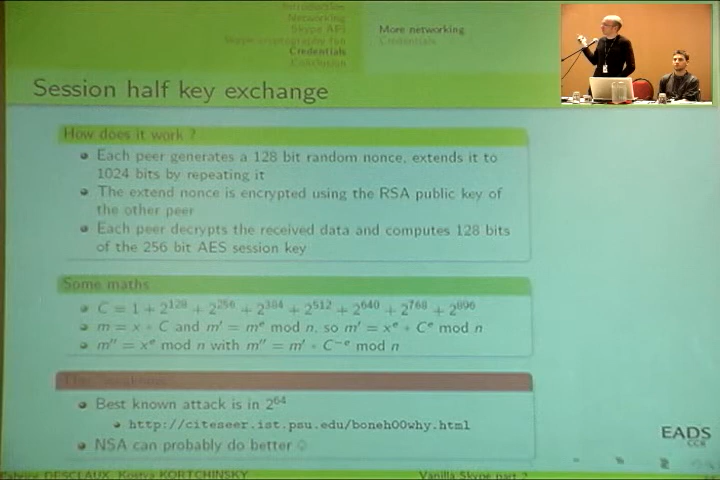 Introduction
Networking
Skype API
Skype cryptography fun
Credentials
Conclusion
More networking
Credentials
Session half key exchange
How does it work ?
Each peer generates a 128 bit random nonce, extends it to
1024 bits by repeating it
The extend nonce is encrypted using the RSA public key of
the other peer
Each peer decrypts the received data and computes 128 bits
of the 256 bit AES session key
Some maths
C = 1 + 2^128 + 2^256 + 2^384 + 2^512 + 2^640 + 2^768 + 2^896
m = x * C and m' = m^e mod n, so m' = x^e * C^e mod n
m'' = x^e mod n with m'' = m' * C^-e mod n
Best known attack is in 2^64
http://citeseer.ist.psu.edu/boneh00why.html
NSA can probably do better ☺
EADS
CCR
Fabrice DESCLAUX, Kostya KORTCHINSKY
Vanilla Skype part 2